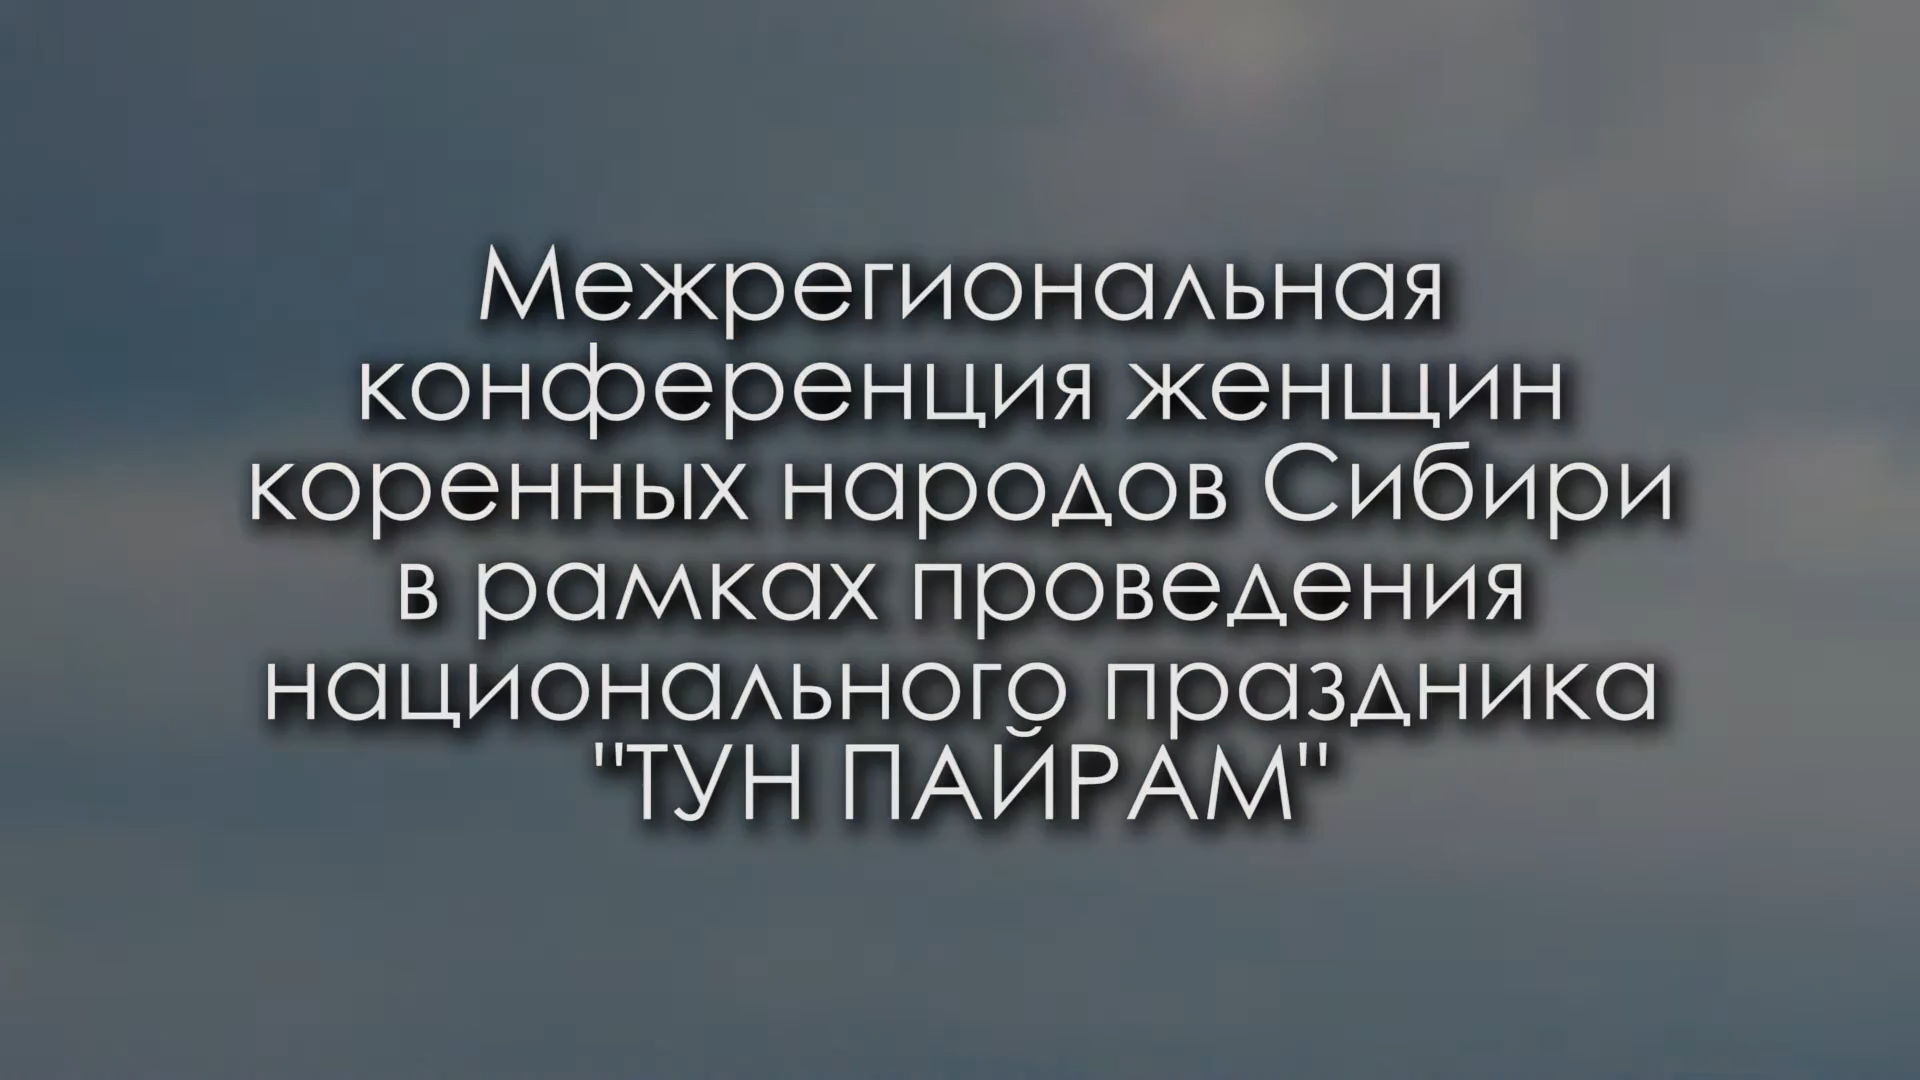 Межрегиональная
конференция женщин
коренных народов Сибири
в рамках проведения
национального праздника
"ТУН ПАЙРАМ"